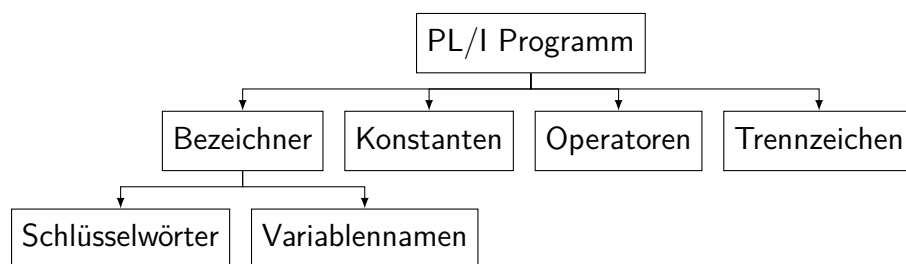 PL/I Programm
Bezeichner
Konstanten
Operatoren
Trennzeichen
Schlüsselwörter
Variablennamen